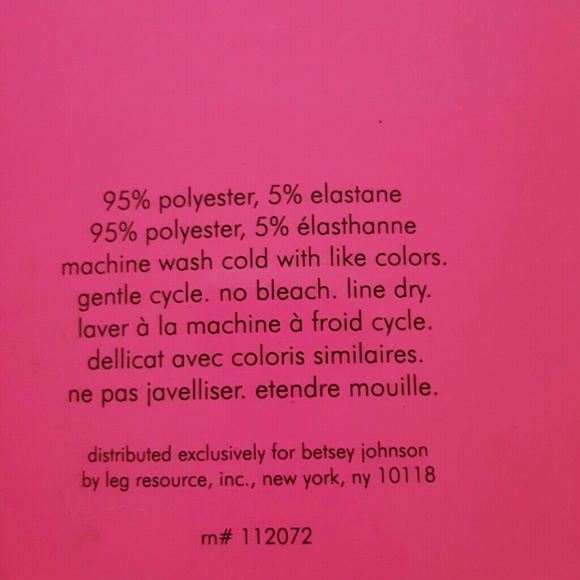 95% polyester, 5% elastane
95% polyester, 5% élasthanne
machine wash cold with like colors.
gentle cycle. no bleach. line dry.
laver à la machine à froid cycle.
dellicat avec coloris similaires.
ne pas javelliser. etendre mouille.
distributed exclusively for betsey johnson
by leg resource, inc., new york, ny 10118
rn# 112072